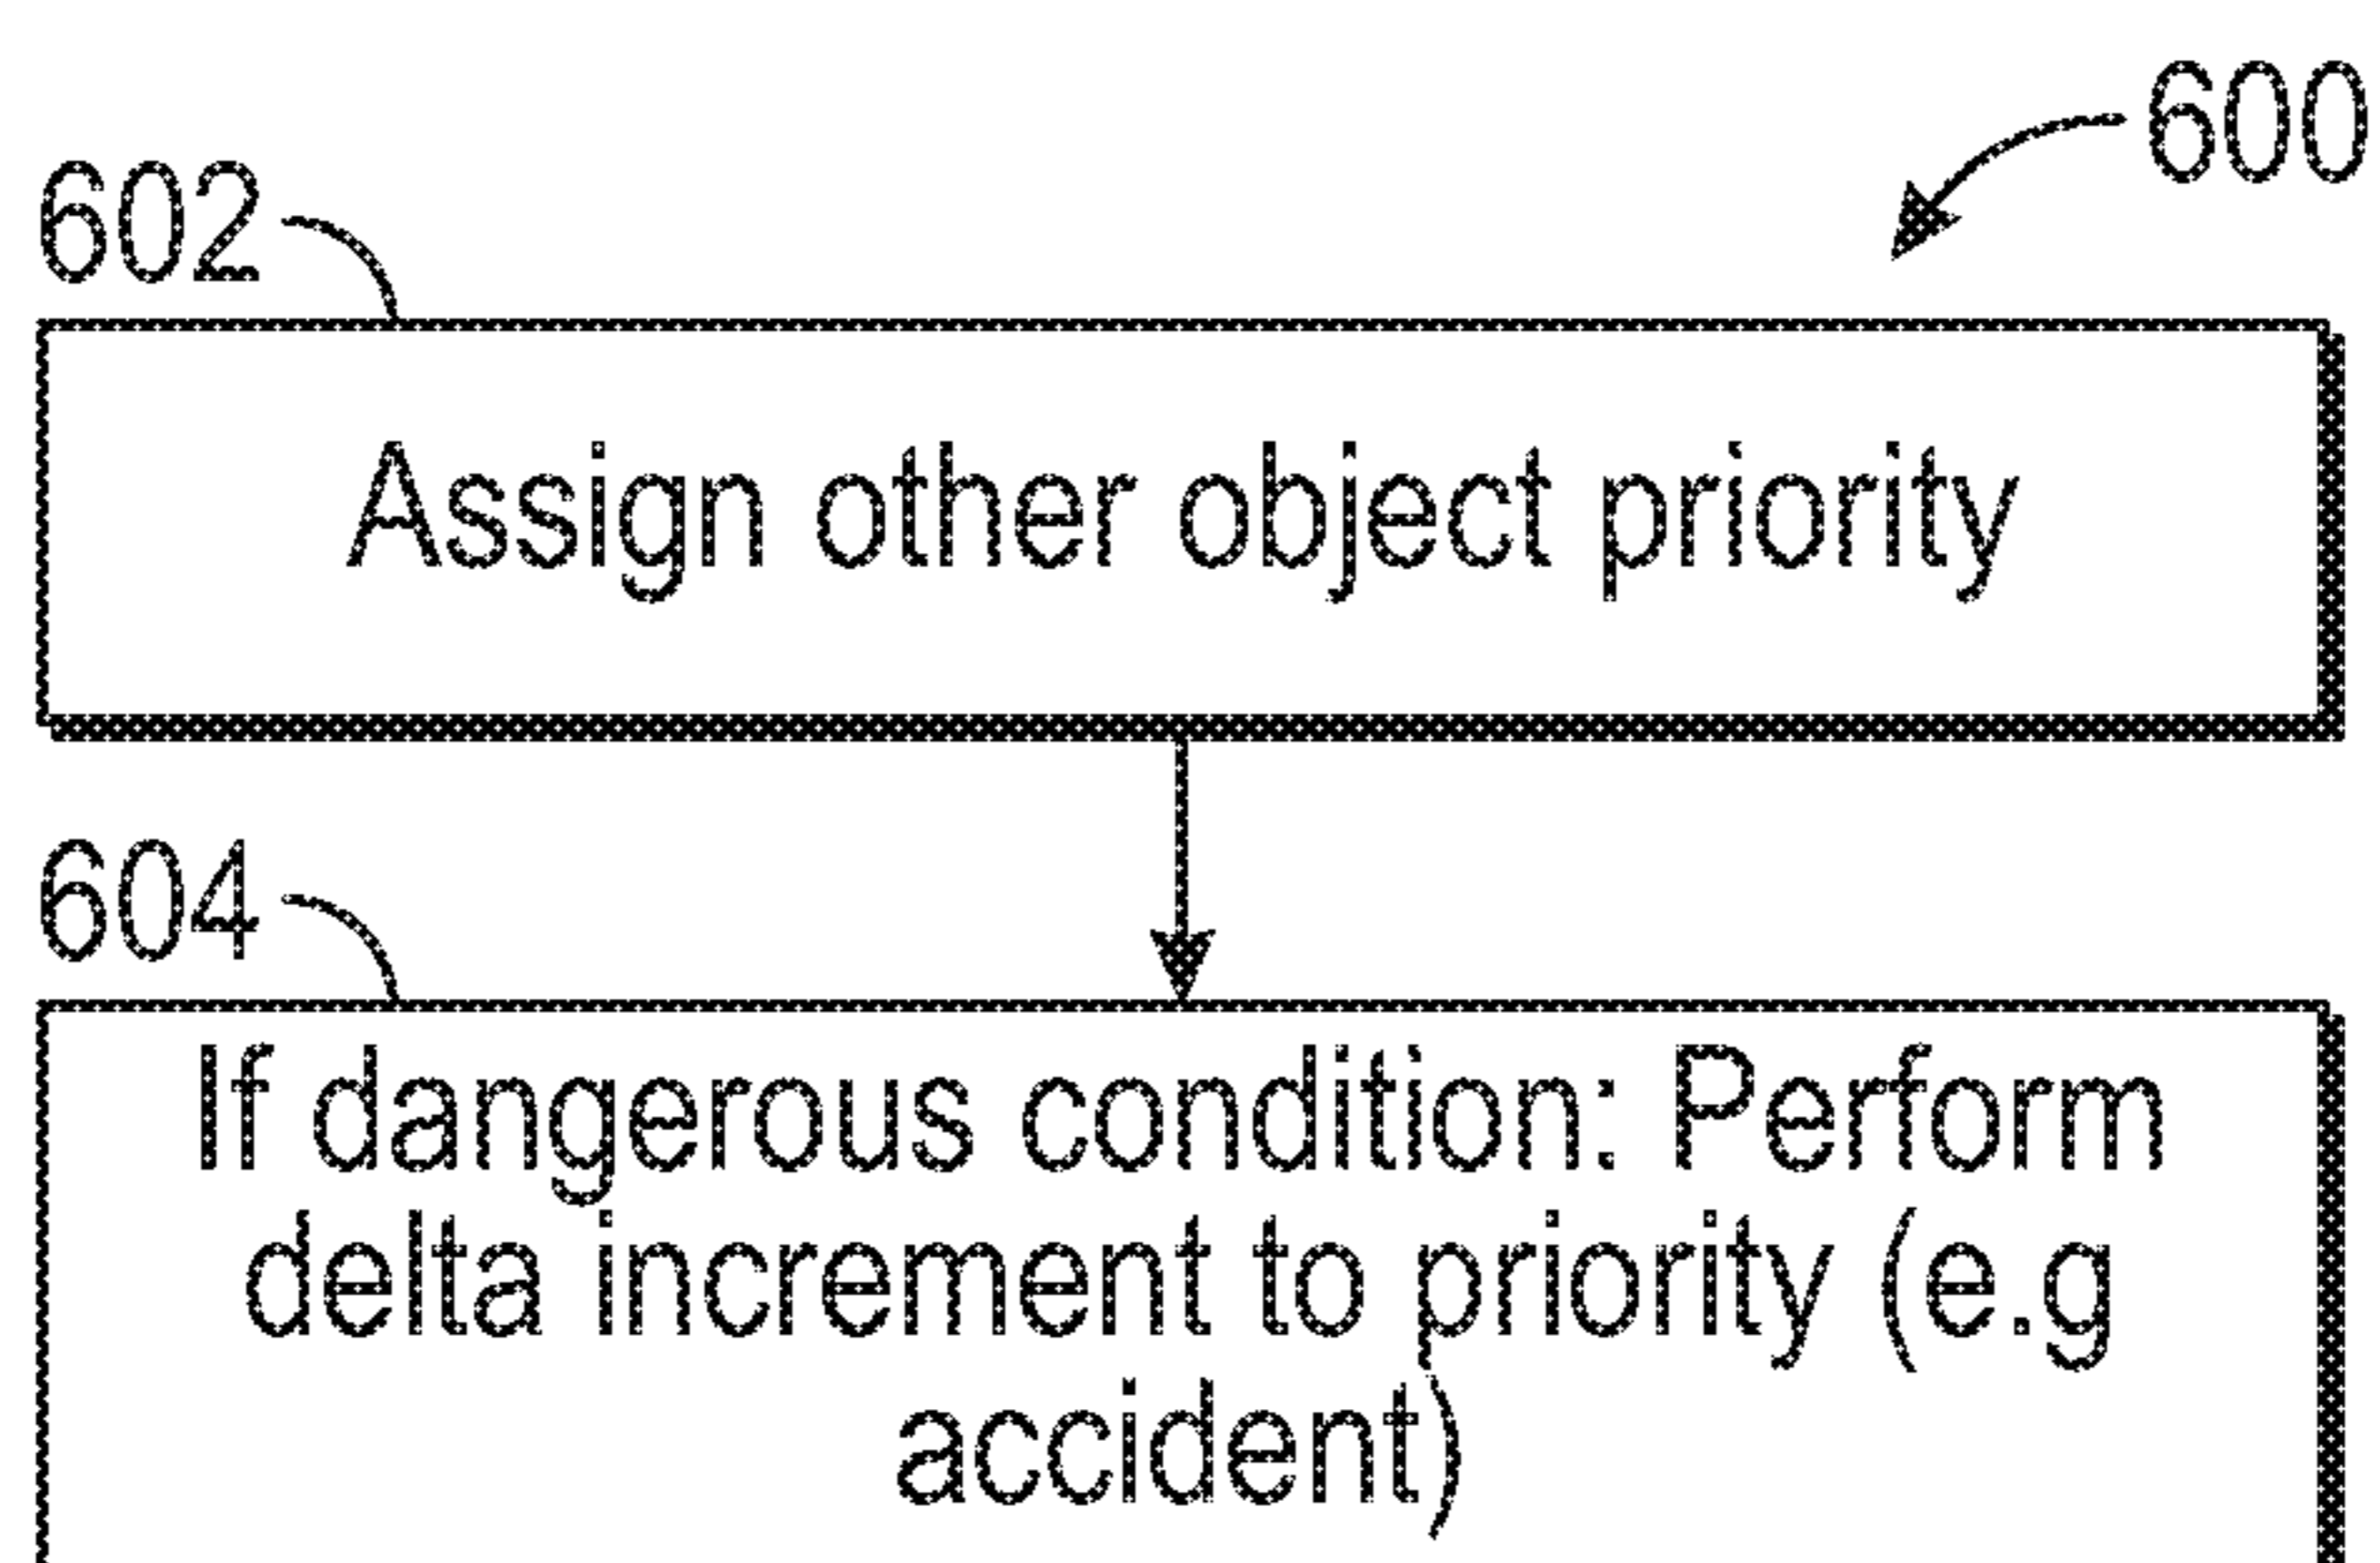 600
602
Assign other object priority
604
If dangerous condition: Perform
delta increment to priority (e.g
accident)